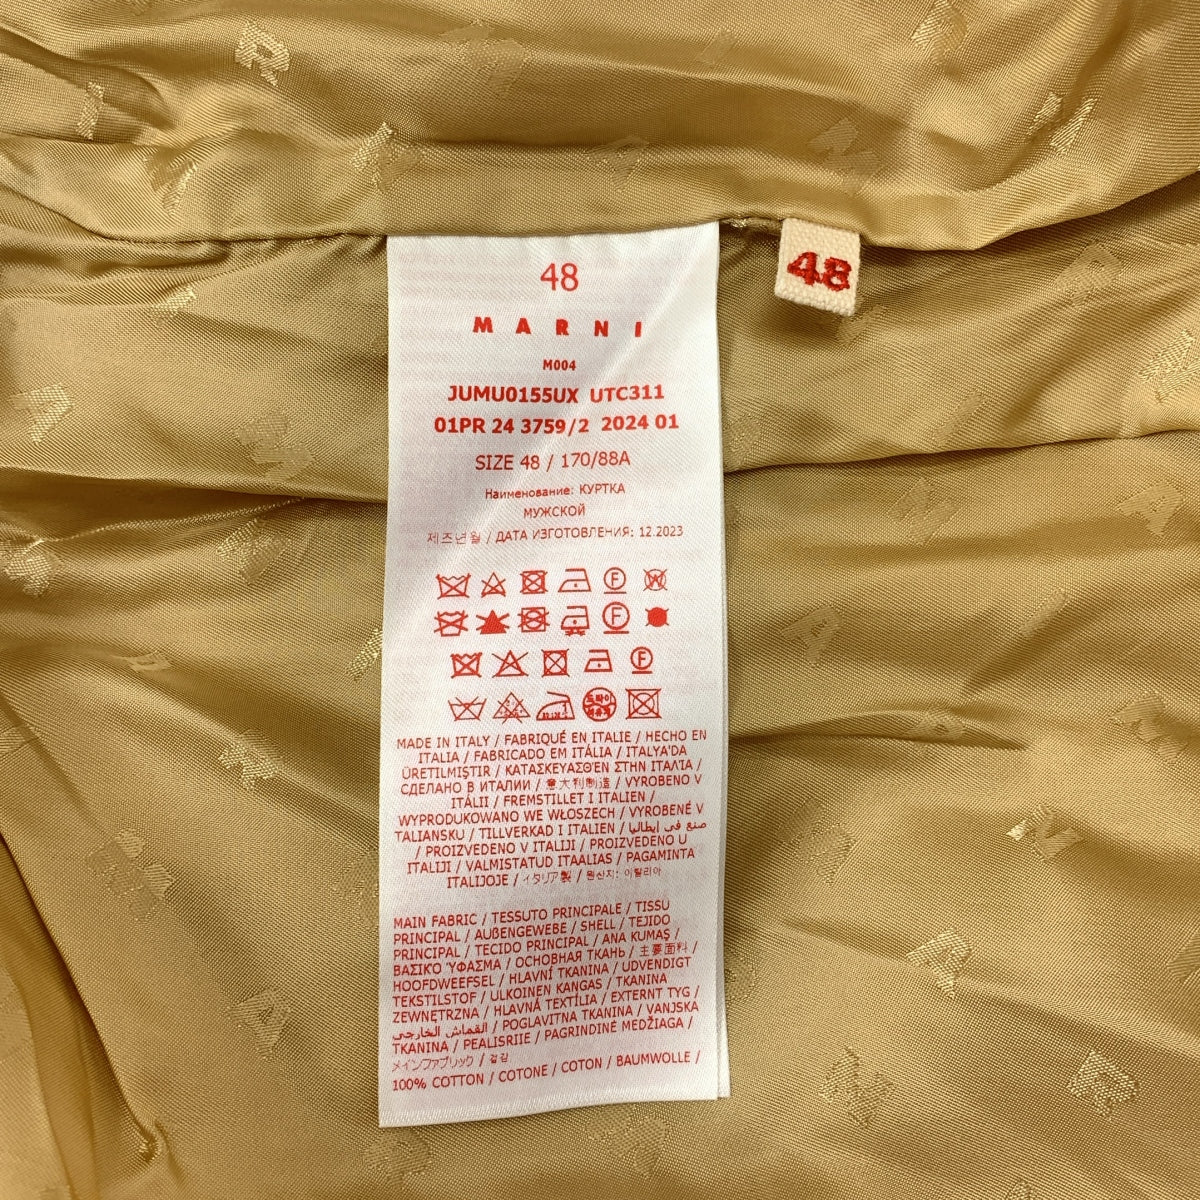 48
48
MARNI
M004
JUMU0155UX UTC311
01PR 24 3759/2 2024 01
SIZE 48 / 170/88A
Наименование: КУРТКА
МУЖСКОЙ
제즈년월 / ДАТА ИЗГОТОВЛЕНИЯ: 12.2023
MADE IN ITALY / FABRIQUÉ EN ITALIE / HECHO EN
ITALIA / FABRICADO EM ITÁLIA / ITALYA'DA
ÜRETILMIŞTIR / ΚΑΤΑΣΚΕΥΑΣΘΈΝ ΣΤΗΝ ΙΤΑΛΊΑ /
СДЕЛАНО В ИТАЛИИ / 意大利制造 / VYROBENO V
ITÁLII / FREMSTILLET I ITALIEN /
WYPRODUKOWANO WE WŁOSZECH / VYROBENÉ V
TALIANSKU / TILLVERKAD I ITALIEN / صنع في إيطاليا
/ PROIZVEDENO V ITALIJI / PROIZVEDENO U
ITALIJI / VALMISTATUD ITAALIAS / PAGAMINTA
ITALIJOJE / イタリア製 / 원산지: 이탈리아
MAIN FABRIC / TESSUTO PRINCIPALE / TISSU
PRINCIPAL / AUßENGEWEBE / SHELL / TEJIDO
PRINCIPAL / TECIDO PRINCIPAL / ANA KUMAŞ /
ΒΑΣΙΚΌ ΎΦΑΣΜΑ / ОСНОВНАЯ ТКАНЬ / 主要面料 /
HOOFDWEEFSEL / HLAVNÍ TKANINA / UDVENDIGT
TEKSTILSTOF / ULKOINEN KANGAS / TKANINA
ZEWNĘTRZNA / HLAVNÁ TEXTÍLIA / EXTERNT TYG /
القماش الخارجي / POGLAVITNA TKANINA / VANJSKA
TKANINA / PEALISRIIE / PAGRINDINĖ MEDŽIAGA /
メインファブリック / 겉감
100% COTTON / COTONE / COTON / BAUMWOLLE /